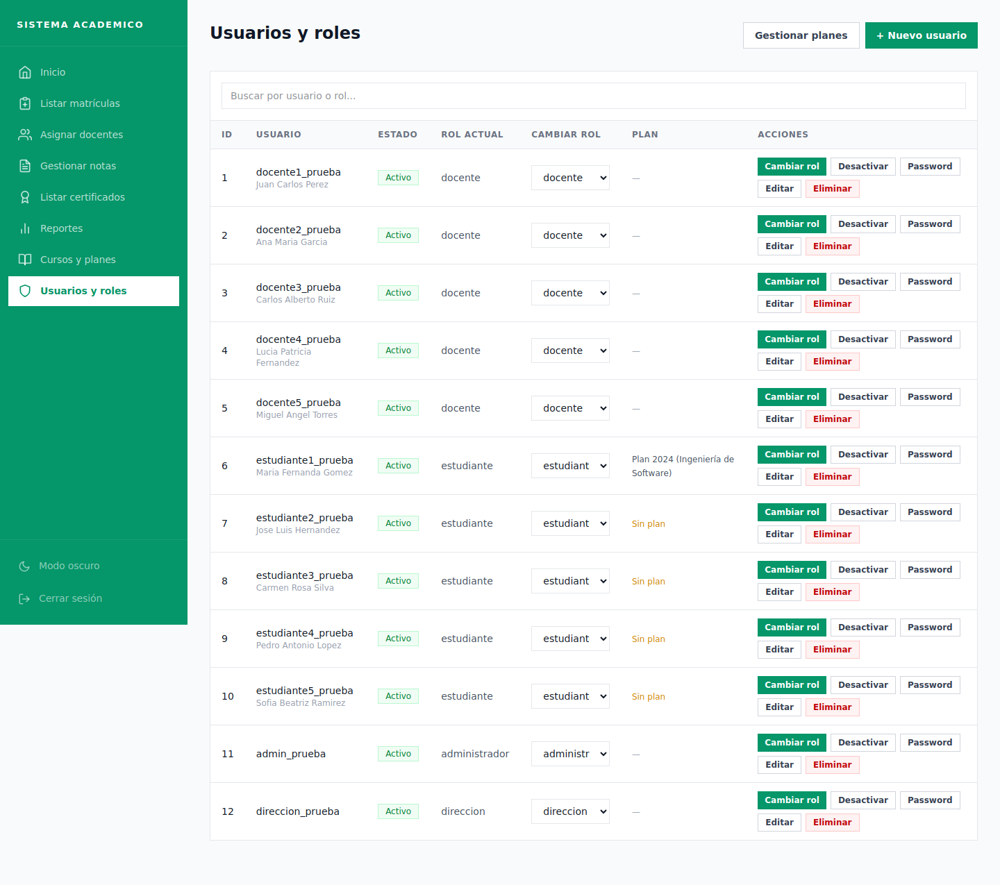 SISTEMA ACADEMICO
Inicio
Listar matrículas
Asignar docentes
Gestionar notas
Listar certificados
Reportes
Cursos y planes
Usuarios y roles
Modo oscuro
Cerrar sesión
Usuarios y roles
Gestionar planes
+ Nuevo usuario
Buscar por usuario o rol...
ID USUARIO ESTADO ROL ACTUAL CAMBIAR ROL PLAN ACCIONES
1 docente1_prueba Activo docente docente — Cambiar rol Desactivar Password
Juan Carlos Perez
Editar Eliminar
2 docente2_prueba Activo docente docente — Cambiar rol Desactivar Password
Ana Maria Garcia
Editar Eliminar
3 docente3_prueba Activo docente docente — Cambiar rol Desactivar Password
Carlos Alberto Ruiz
Editar Eliminar
4 docente4_prueba Activo docente docente — Cambiar rol Desactivar Password
Lucia Patricia
Fernandez
Editar Eliminar
5 docente5_prueba Activo docente docente — Cambiar rol Desactivar Password
Miguel Angel Torres
Editar Eliminar
6 estudiante1_prueba Activo estudiante estudiant Plan 2024 (Ingeniería de Cambiar rol Desactivar Password
Maria Fernanda Gomez Software)
Editar Eliminar
7 estudiante2_prueba Activo estudiante estudiant Sin plan Cambiar rol Desactivar Password
Jose Luis Hernandez
Editar Eliminar
8 estudiante3_prueba Activo estudiante estudiant Sin plan Cambiar rol Desactivar Password
Carmen Rosa Silva
Editar Eliminar
9 estudiante4_prueba Activo estudiante estudiant Sin plan Cambiar rol Desactivar Password
Pedro Antonio Lopez
Editar Eliminar
10 estudiante5_prueba Activo estudiante estudiant Sin plan Cambiar rol Desactivar Password
Sofia Beatriz Ramirez
Editar Eliminar
11 admin_prueba Activo administrador administr — Cambiar rol Desactivar Password
Editar Eliminar
12 direccion_prueba Activo direccion direccion — Cambiar rol Desactivar Password
Editar Eliminar